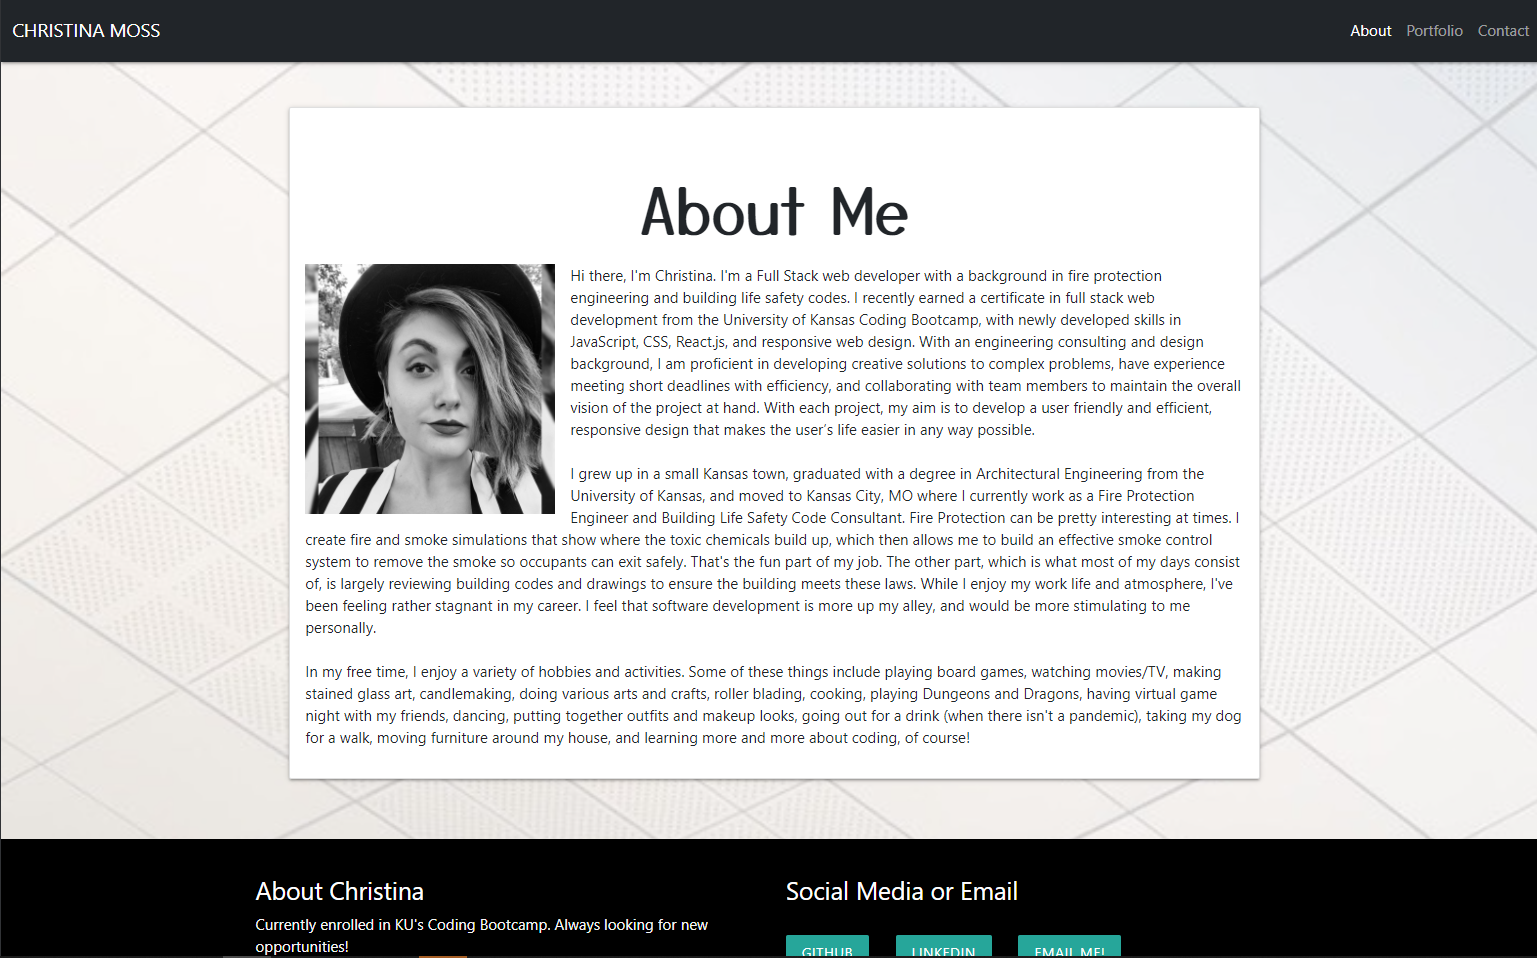 CHRISTINA MOSS
About Portfolio Contact
About Me
Hi there, I'm Christina. I'm a Full Stack web developer with a background in fire protection
engineering and building life safety codes. I recently earned a certificate in full stack web
development from the University of Kansas Coding Bootcamp, with newly developed skills in
JavaScript, CSS, React.js, and responsive web design. With an engineering consulting and design
background, I am proficient in developing creative solutions to complex problems, have experience
meeting short deadlines with efficiency, and collaborating with team members to maintain the overall
vision of the project at hand. With each project, my aim is to develop a user friendly and efficient,
responsive design that makes the user's life easier in any way possible.
I grew up in a small Kansas town, graduated with a degree in Architectural Engineering from the
University of Kansas, and moved to Kansas City, MO where I currently work as a Fire Protection
Engineer and Building Life Safety Code Consultant. Fire Protection can be pretty interesting at times. I
create fire and smoke simulations that show where the toxic chemicals build up, which then allows me to build an effective smoke control
system to remove the smoke so occupants can exit safely. That's the fun part of my job. The other part, which is what most of my days consist
of, is largely reviewing building codes and drawings to ensure the building meets these laws. While I enjoy my work life and atmosphere, I've
been feeling rather stagnant in my career. I feel that software development is more up my alley, and would be more stimulating to me
personally.
In my free time, I enjoy a variety of hobbies and activities. Some of these things include playing board games, watching movies/TV, making
stained glass art, candlemaking, doing various arts and crafts, roller blading, cooking, playing Dungeons and Dragons, having virtual game
night with my friends, dancing, putting together outfits and makeup looks, going out for a drink (when there isn't a pandemic), taking my dog
for a walk, moving furniture around my house, and learning more and more about coding, of course!
About Christina
Currently enrolled in KU's Coding Bootcamp. Always looking for new
opportunities!
Social Media or Email
GITHUB LINKEDIN EMAIL ME!